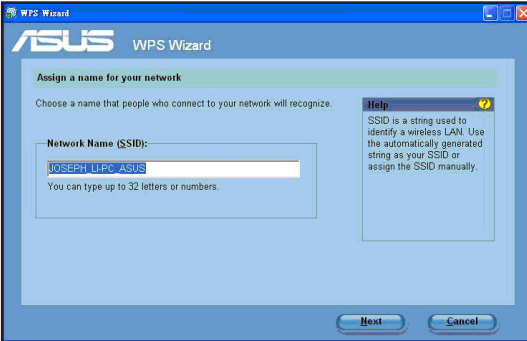 WPS Wizard
ASUS WPS Wizard
Assign a name for your network
Choose a name that people who connect to your network will recognize.
Network Name (SSID):
JOSEPH_LI-PC_ASUS
You can type up to 32 letters or numbers.
Help
SSID is a string used to
identify a wireless LAN. Use
the automatically generated
string as your SSID or
assign the SSID manually.
Next
Cancel